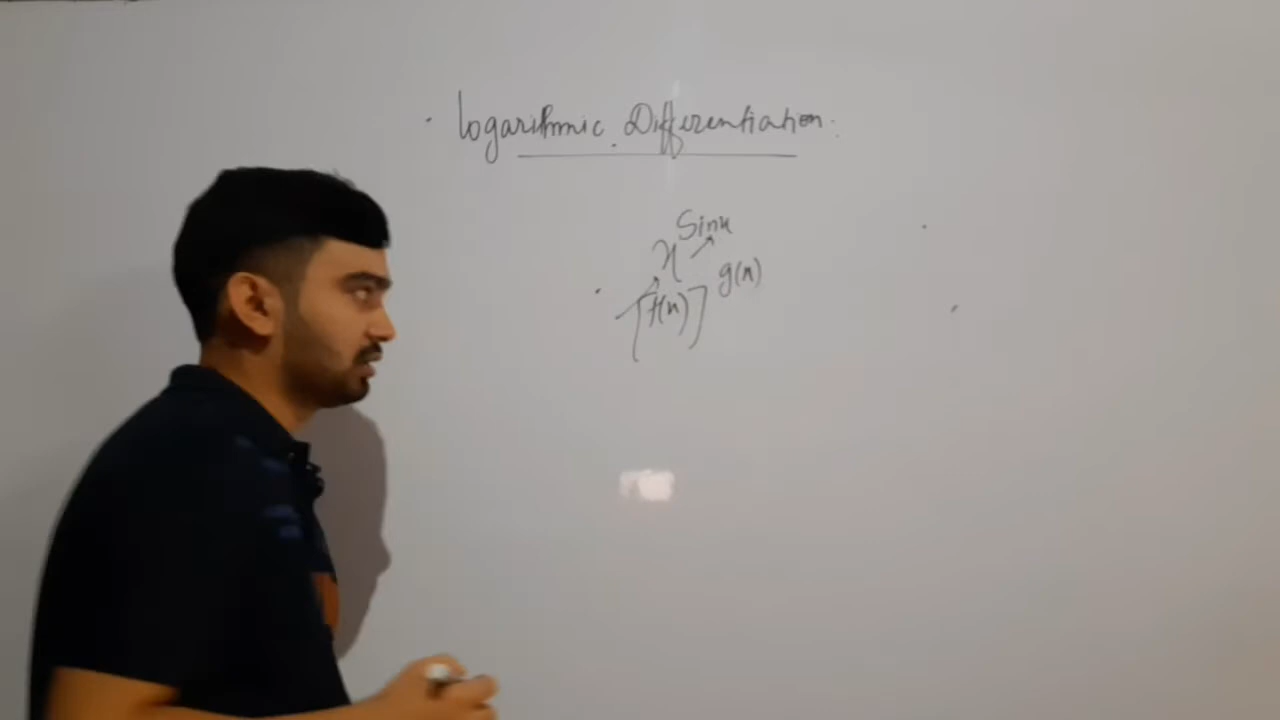 . Logarithmic Differentiation.
x^Sinx
[f(x)]^g(x)